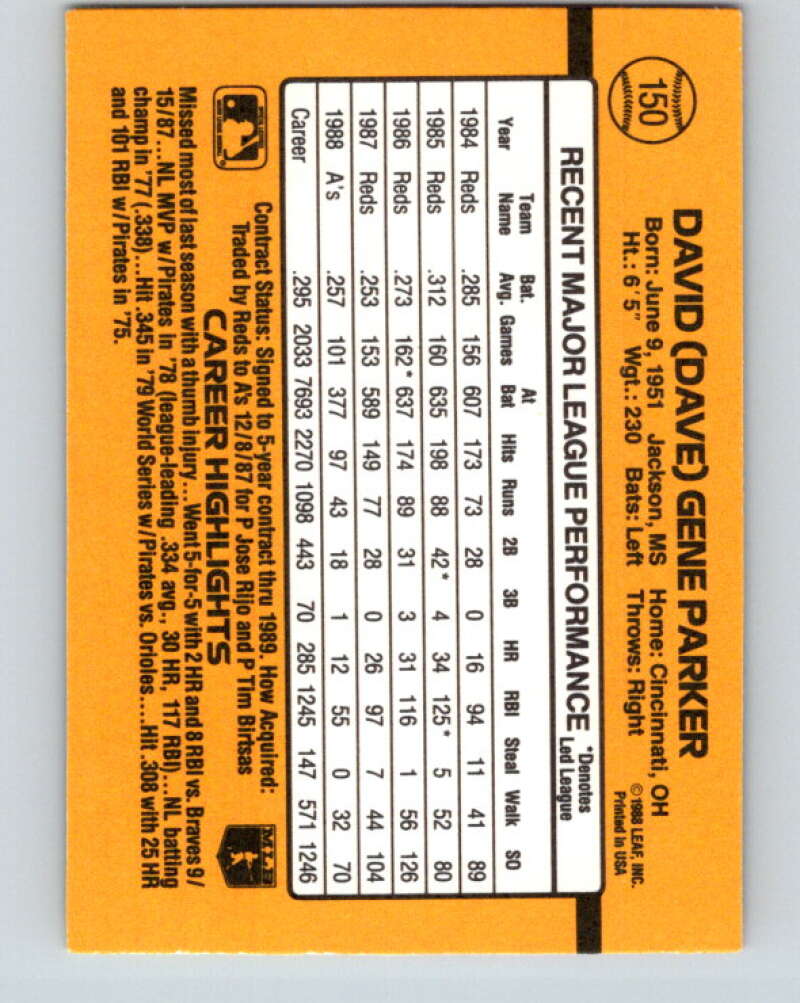 150
DAVID (DAVE) GENE PARKER
Born: June 9, 1951 Jackson, MS Home: Cincinnati, OH
Ht.: 6'5" Wgt.: 230 Bats: Left Throws: Right
© 1988 LEAF, INC.
Printed in USA
RECENT MAJOR LEAGUE PERFORMANCE
*Denotes
Led League
Team Bat. At
Year Name Avg. Games Bat Hits Runs 2B 3B HR RBI Steal Walk SO
1984 Reds .285 156 607 173 73 28 0 16 94 11 41 89
1985 Reds .312 160 635 198 88 42* 4 34 125* 5 52 80
1986 Reds .273 162* 637 174 89 31 3 31 116 1 56 126
1987 Reds .253 153 589 149 77 28 0 26 97 7 44 104
1988 A's .257 101 377 97 43 18 1 12 55 0 32 70
Career .295 2033 7693 2270 1098 443 70 285 1245 147 571 1246
Contract Status: Signed to 5-year contract thru 1989. How Acquired:
Traded by Reds to A's 12/8/87 for P Jose Rijo and P Tim Birtsas
MLB
CAREER HIGHLIGHTS
Missed most of last season with a thumb injury... Went 5-for-5 with 2 HR and 8 RBI vs. Braves 9/
15/87...NL MVP w/Pirates in '78 (league-leading .334 avg., 30 HR, 117 RBI)...NL batting
champ in '77 (.338)...Hit .345 in '79 World Series w/Pirates vs. Orioles....Hit .308 with 25 HR
and 101 RBI w/Pirates in '75.